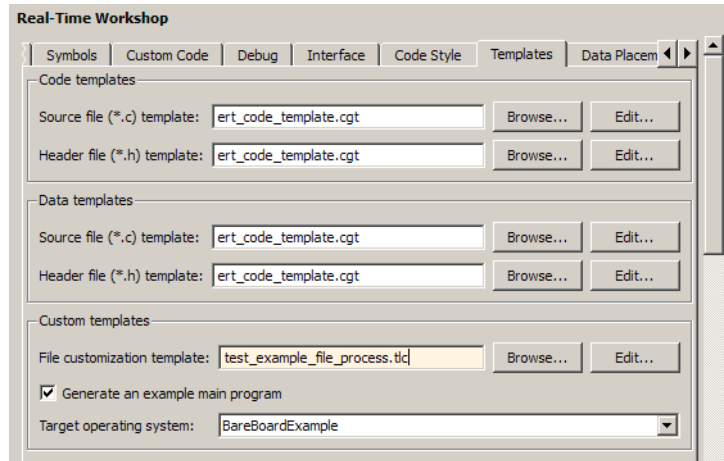 Real-Time Workshop
Symbols Custom Code Debug Interface Code Style Templates Data Placem
Code templates
Source file (*.c) template: ert_code_template.cgt Browse... Edit...
Header file (*.h) template: ert_code_template.cgt Browse... Edit...
Data templates
Source file (*.c) template: ert_code_template.cgt Browse... Edit...
Header file (*.h) template: ert_code_template.cgt Browse... Edit...
Custom templates
File customization template: test_example_file_process.tlc Browse... Edit...
Generate an example main program
Target operating system: BareBoardExample